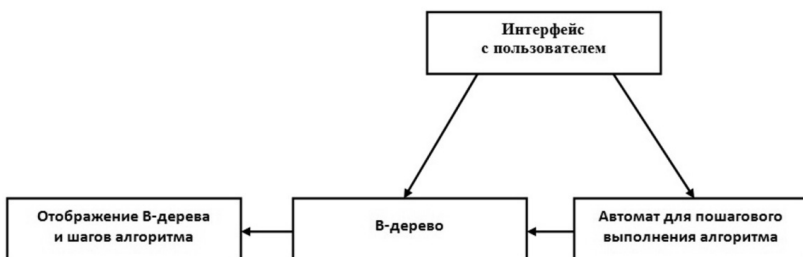 Интерфейс
с пользователем
Отображение В-дерева
и шагов алгоритма
В-дерево
Автомат для пошагового
выполнения алгоритма